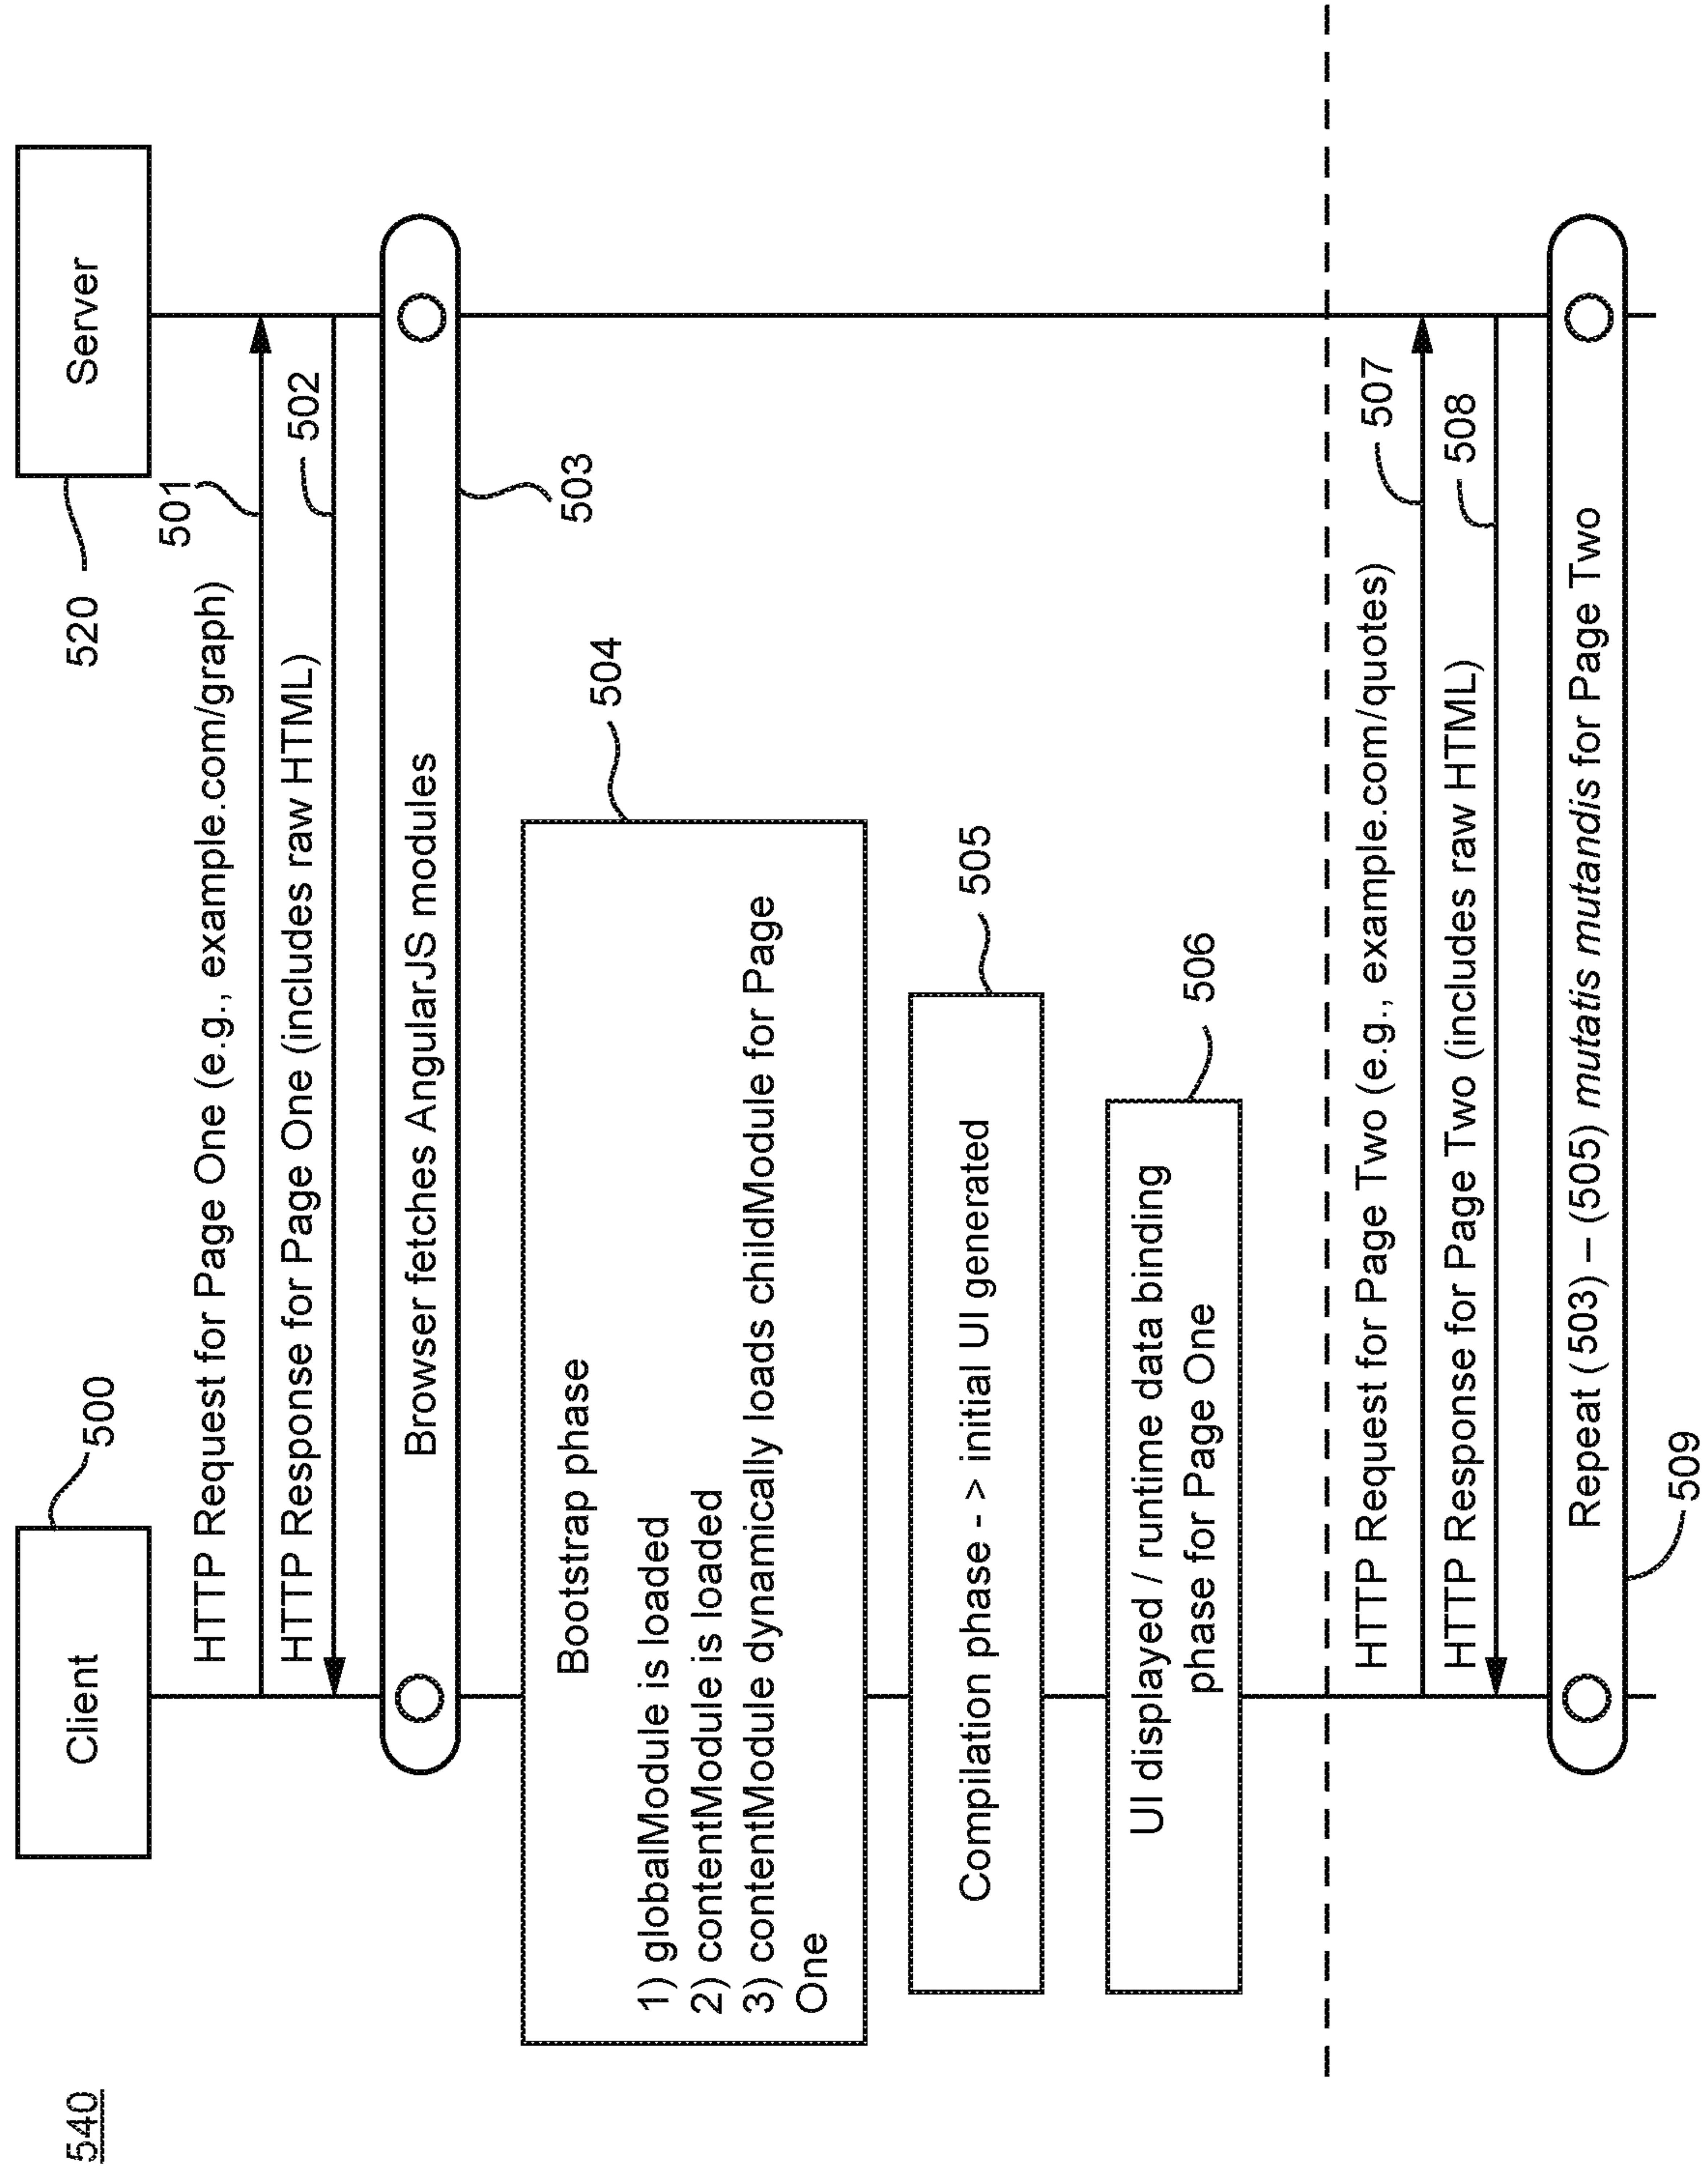 540
Client
500
Server
520
HTTP Request for Page One (e.g., example.com/graph)
501
HTTP Response for Page One (includes raw HTML)
502
Browser fetches AngularJS modules
503
Bootstrap phase
1) globalModule is loaded
2) contentModule is loaded
3) contentModule dynamically loads childModule for Page
One
504
Compilation phase - > initial UI generated
505
UI displayed / runtime data binding
phase for Page One
506
HTTP Request for Page Two (e.g., example.com/quotes)
507
HTTP Response for Page Two (includes raw HTML)
508
Repeat (503) – (505) mutatis mutandis for Page Two
509